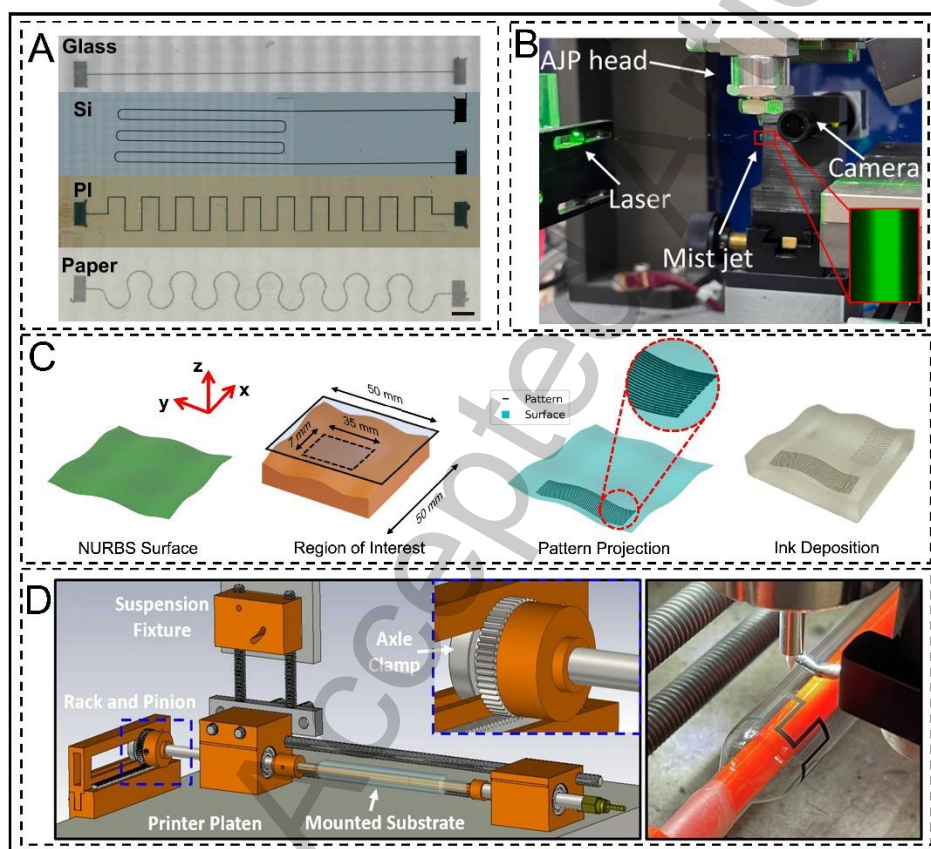 A
Glass
Si
PI
Paper
B
AJP head
Camera
Laser
Mist jet
C
z
y
x
50 mm
35 mm
7 mm
50 mm
Pattern
Surface
NURBS Surface
Region of Interest
Pattern Projection
Ink Deposition
D
Suspension
Fixture
Axle
Clamp
Rack and Pinion
Printer Platen
Mounted Substrate
Accepted Artic